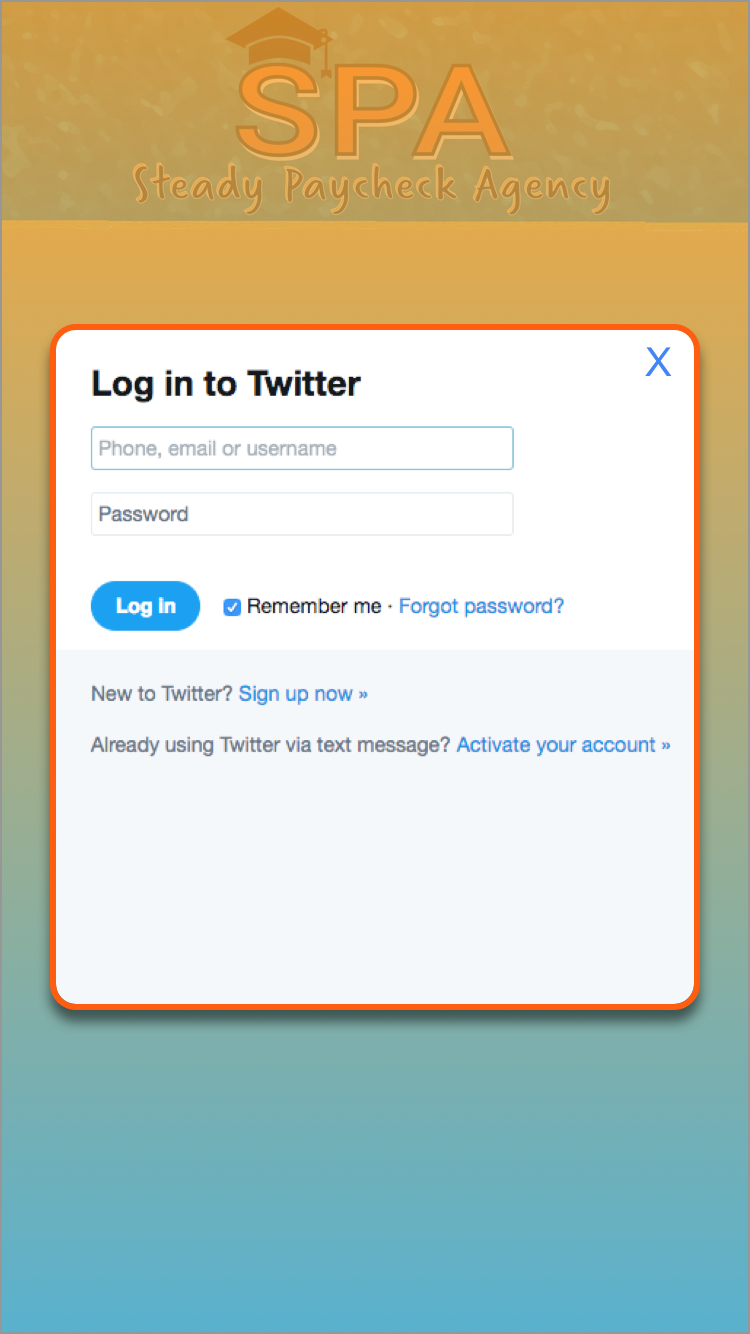 SPA
Steady Paycheck Agency
X
Log in to Twitter
Phone, email or username
Password
Log in Remember me · Forgot password?
New to Twitter? Sign up now »
Already using Twitter via text message? Activate your account »